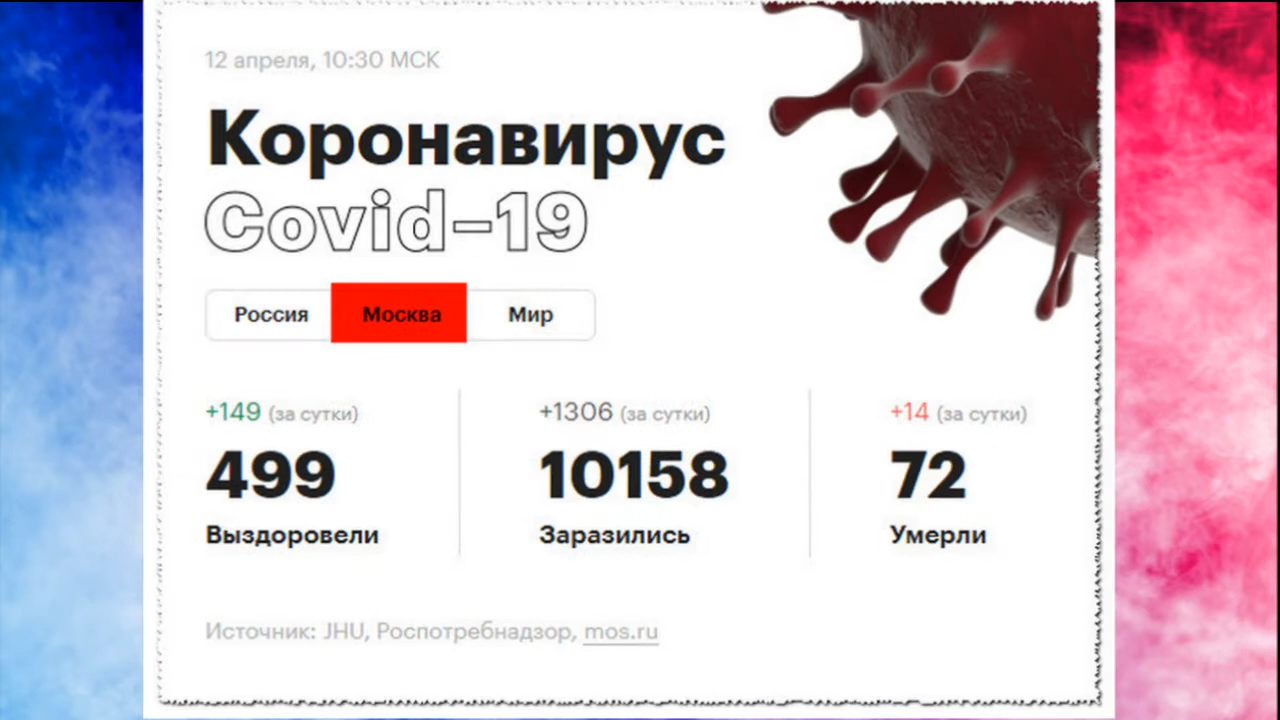 12 апреля, 10:30 МСК
Коронавирус
Covid-19
Россия Москва Мир
+149 (за сутки) +1306 (за сутки) +14 (за сутки)
499 10158 72
Выздоровели Заразились Умерли
Источник: JHU, Роспотребнадзор, mos.ru